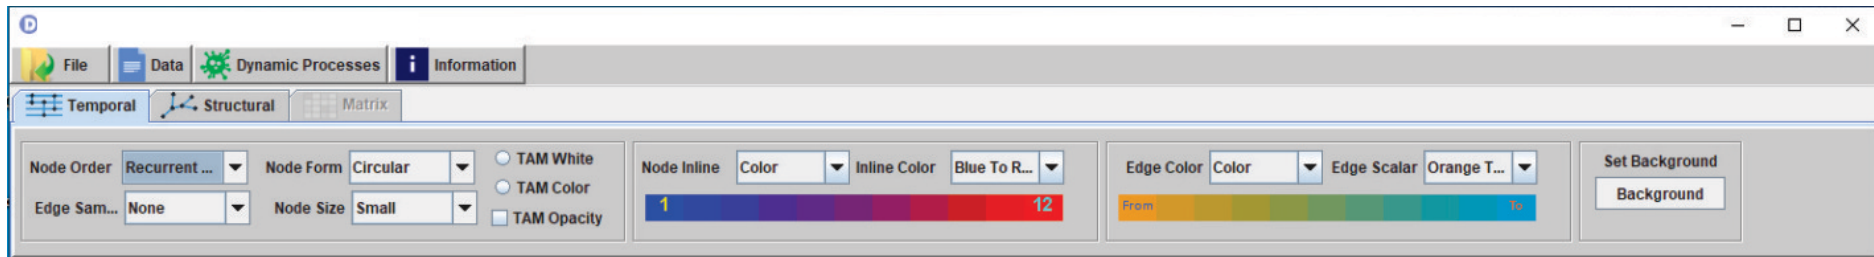 D
File Data Dynamic Processes i Information
Temporal Structural Matrix
Node Order Recurrent ... Node Form Circular TAM White
TAM Color
Edge Sam... None Node Size Small TAM Opacity
Node Inline Color Inline Color Blue To R...
1 12
Edge Color Color Edge Scalar Orange T...
From To
Set Background
Background